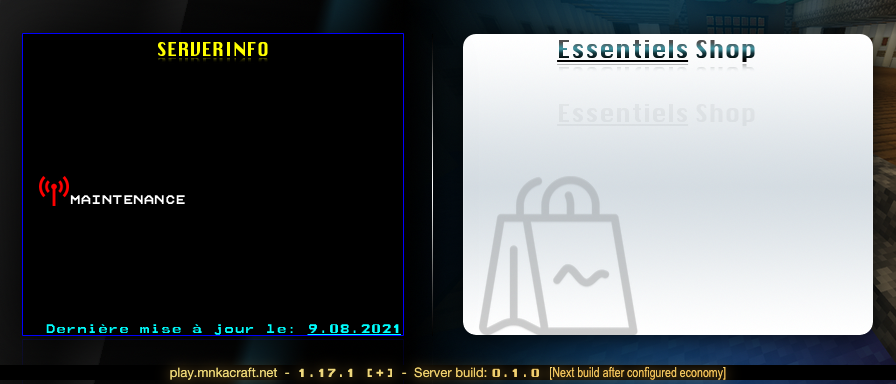 SERVERINFO
MAINTENANCE
Dernière mise à jour le: 9.08.2021
Essentiels Shop
Essentiels Shop
play.mnkacraft.net - 1.17.1 [+] - Server build: 0.1.0 [Next build after configured economy]